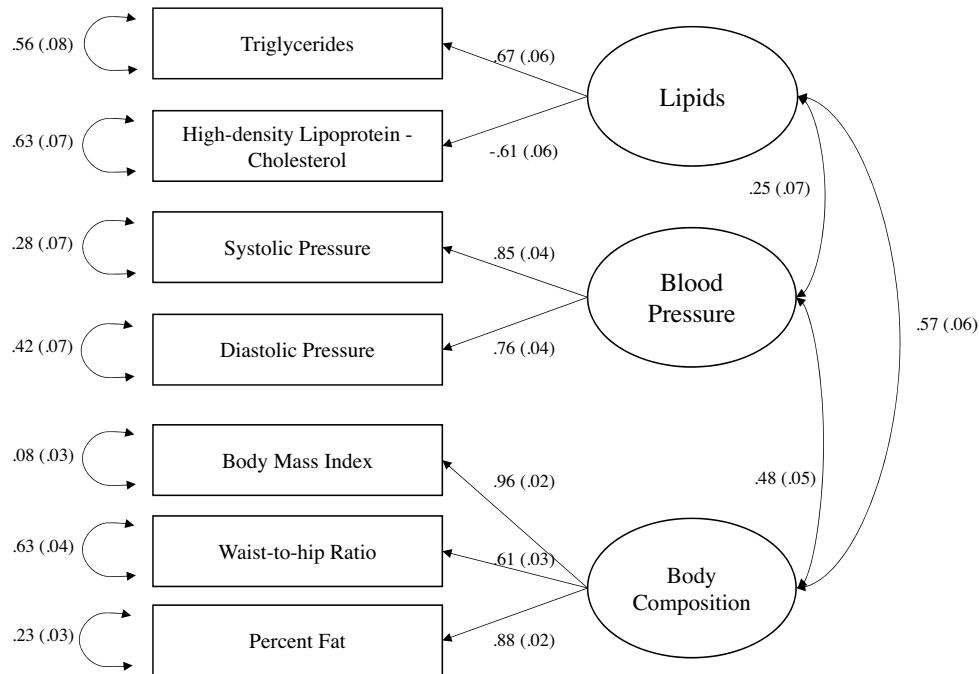 .56 (.08)
Triglycerides
.67 (.06)
Lipids
.63 (.07)
High-density Lipoprotein -
Cholesterol
-.61 (.06)
.25 (.07)
.28 (.07)
Systolic Pressure
.85 (.04)
Blood
Pressure
.57 (.06)
.42 (.07)
Diastolic Pressure
.76 (.04)
.08 (.03)
Body Mass Index
.96 (.02)
.48 (.05)
.63 (.04)
Waist-to-hip Ratio
.61 (.03)
Body
Composition
.23 (.03)
Percent Fat
.88 (.02)